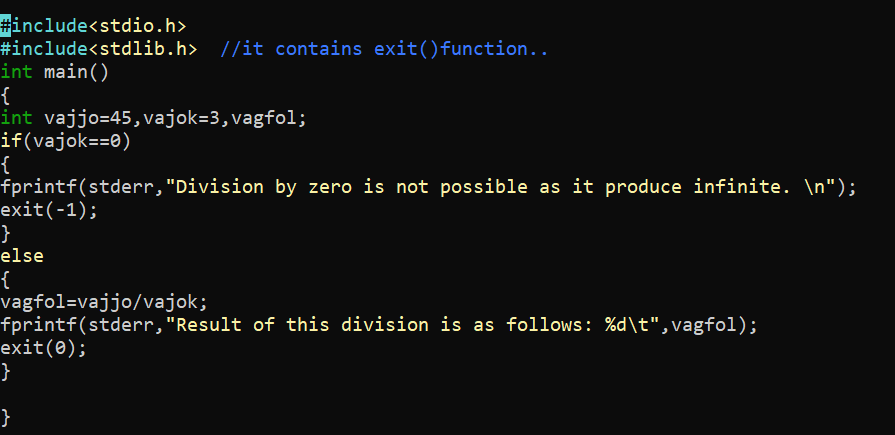 #include<stdio.h>
#include<stdlib.h>  //it contains exit()function..
int main()
{
int vajjo=45,vajok=3,vagfol;
if(vajok==0)
{
fprintf(stderr,"Division by zero is not possible as it produce infinite. \n");
exit(-1);
}
else
{
vagfol=vajjo/vajok;
fprintf(stderr,"Result of this division is as follows: %d\t",vagfol);
exit(0);
}
}